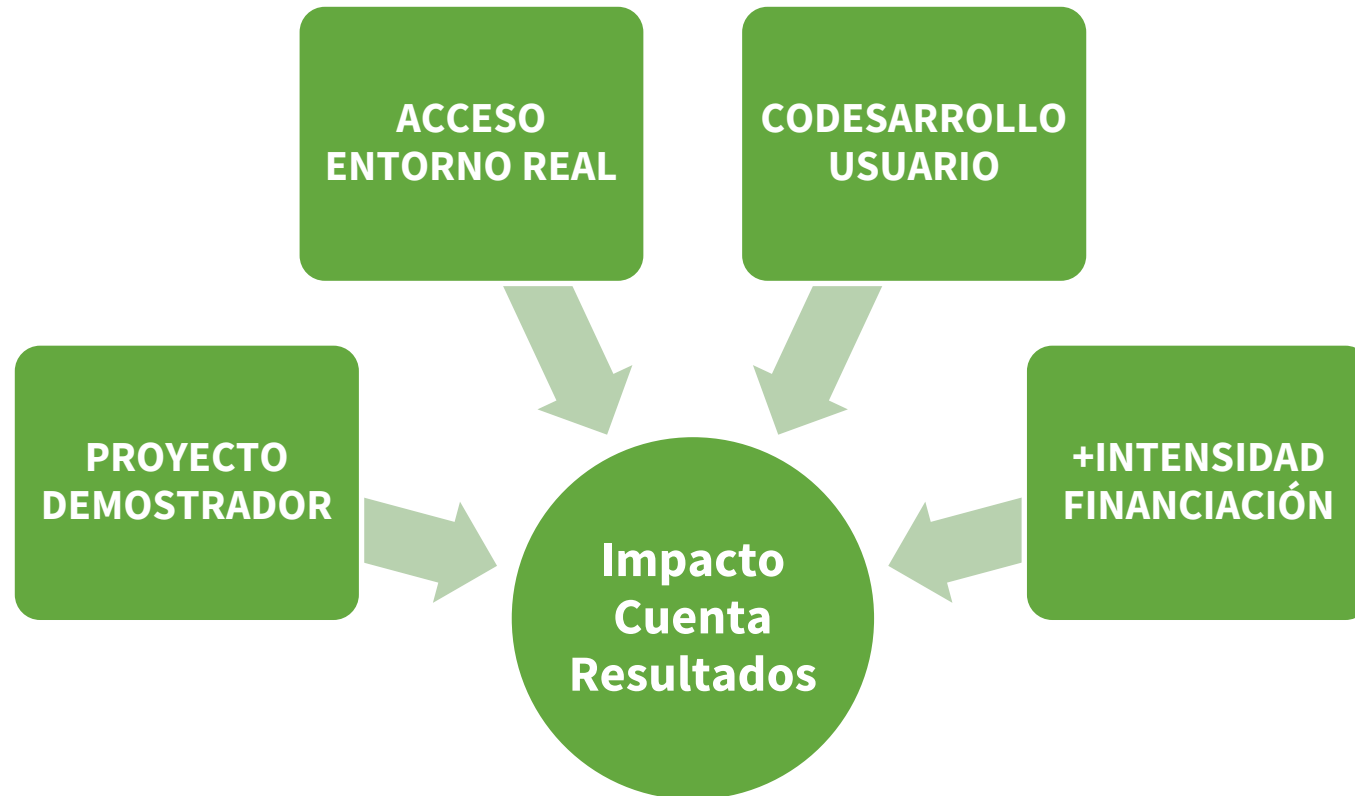 ACCESO
ENTORNO REAL
CODESARROLLO
USUARIO
PROYECTO
DEMOSTRADOR
+INTENSIDAD
FINANCIACIÓN
Impacto
Cuenta
Resultados